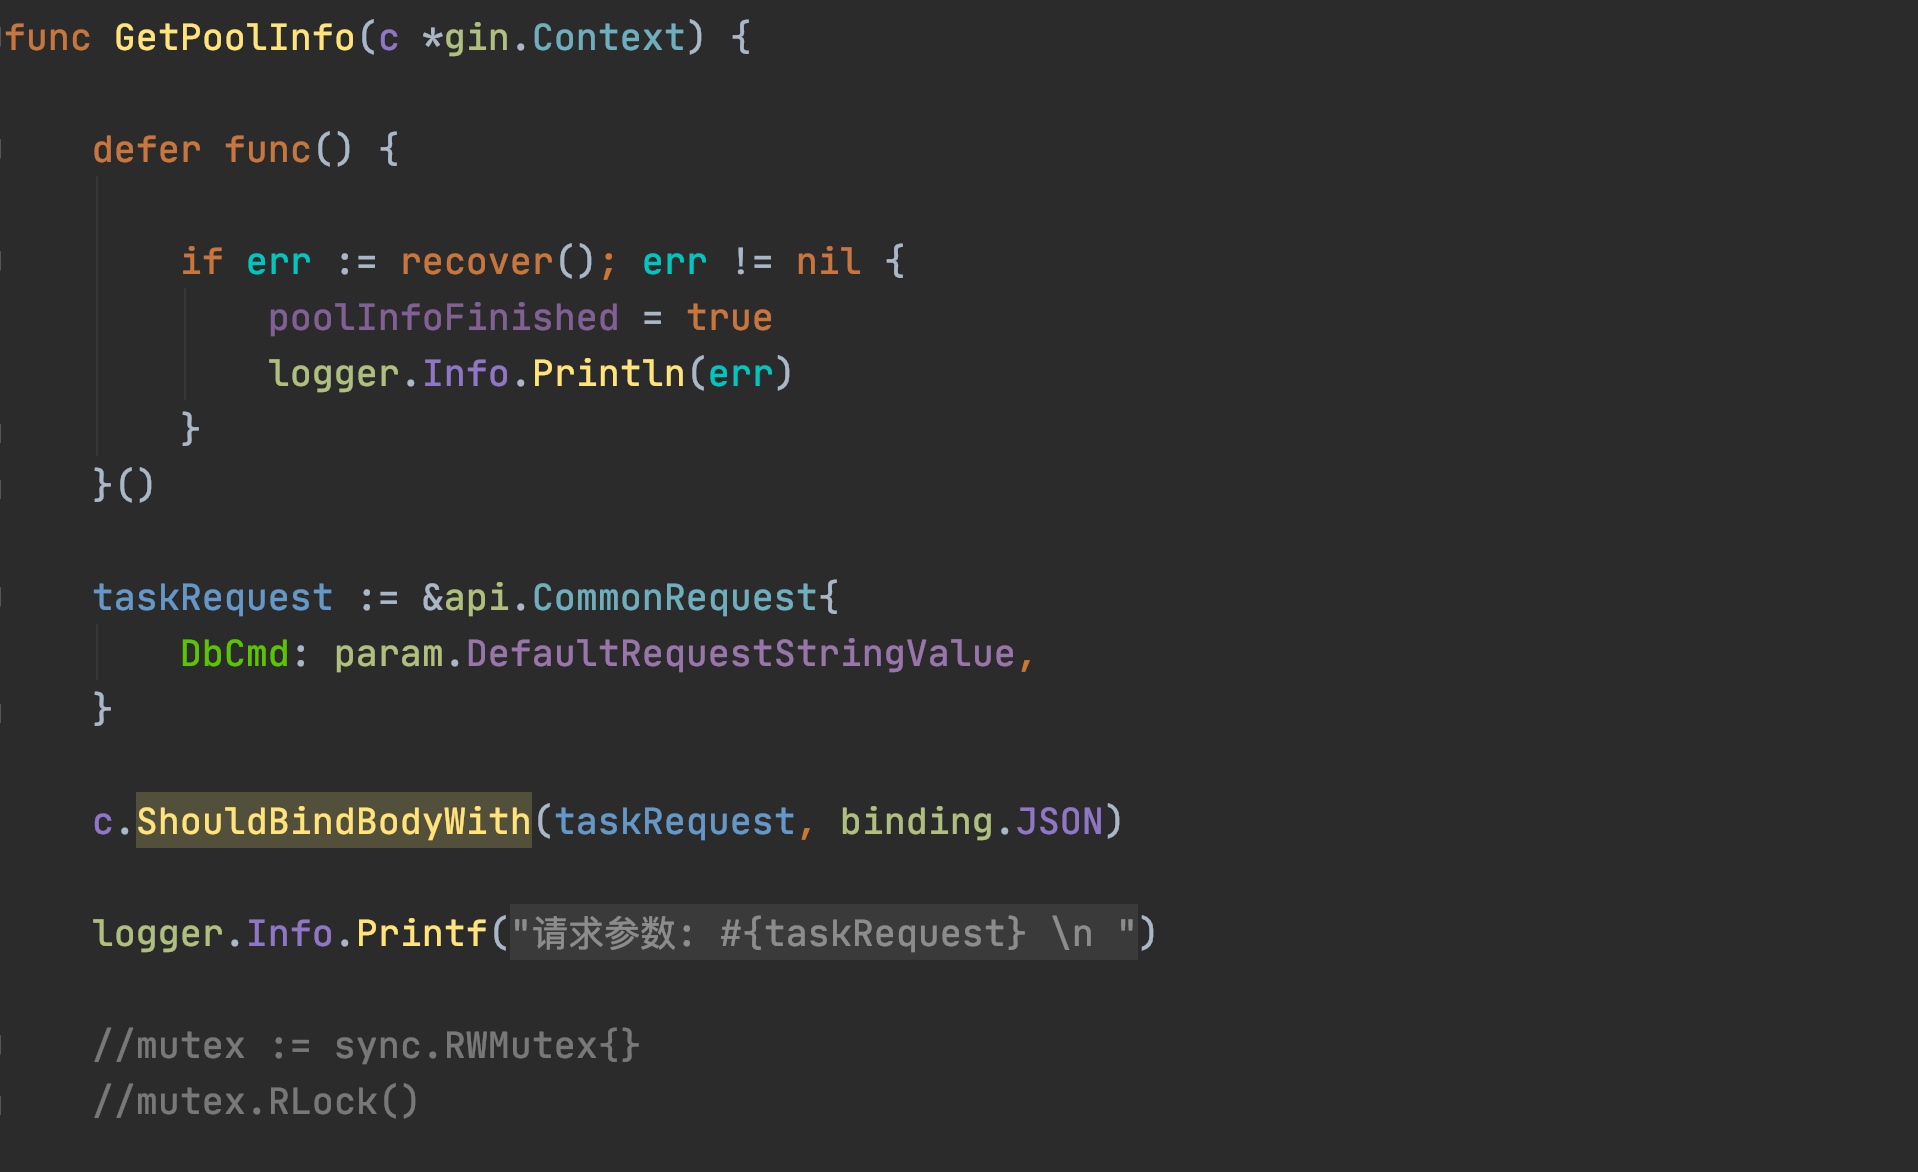 func GetPoolInfo(c *gin.Context) {
defer func() {
if err := recover(); err != nil {
poolInfoFinished = true
logger.Info.Println(err)
}
}()
taskRequest := &api.CommonRequest{
DbCmd: param.DefaultRequestStringValue,
}
c.ShouldBindBodyWith(taskRequest, binding.JSON)
logger.Info.Printf("请求参数: #{taskRequest} \n ")
//mutex := sync.RWMutex{}
//mutex.RLock()